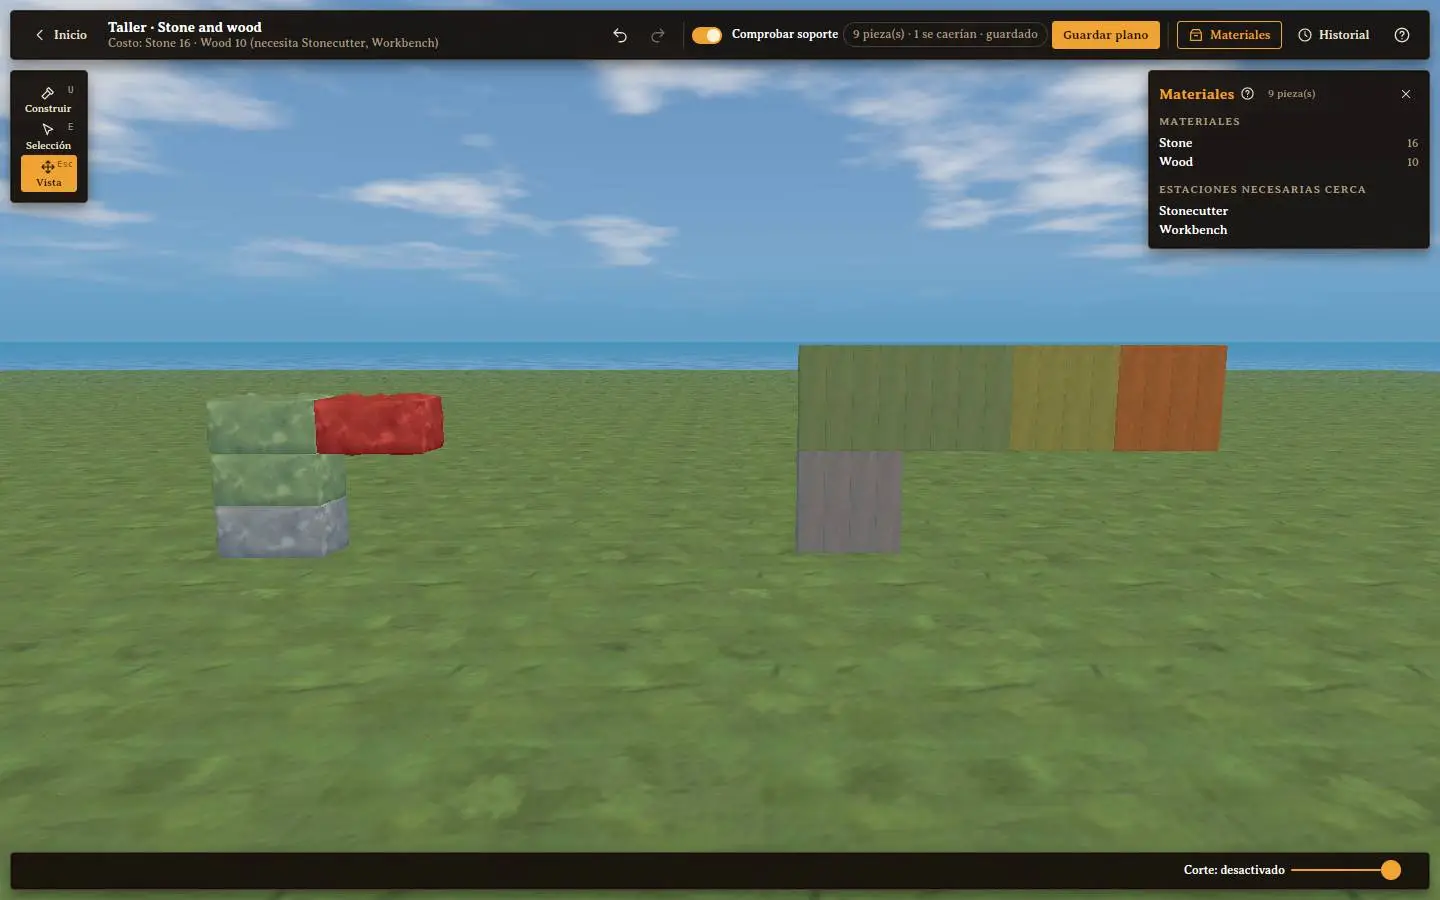 Inicio
Taller · Stone and wood
Costo: Stone 16 · Wood 10 (necesita Stonecutter, Workbench)
Comprobar soporte
9 pieza(s) · 1 se caerían · guardado
Guardar plano
Materiales
Historial
Construir U
Selección E
Vista Esc
Materiales 9 pieza(s)
MATERIALES
Stone 16
Wood 10
ESTACIONES NECESARIAS CERCA
Stonecutter
Workbench
Corte: desactivado